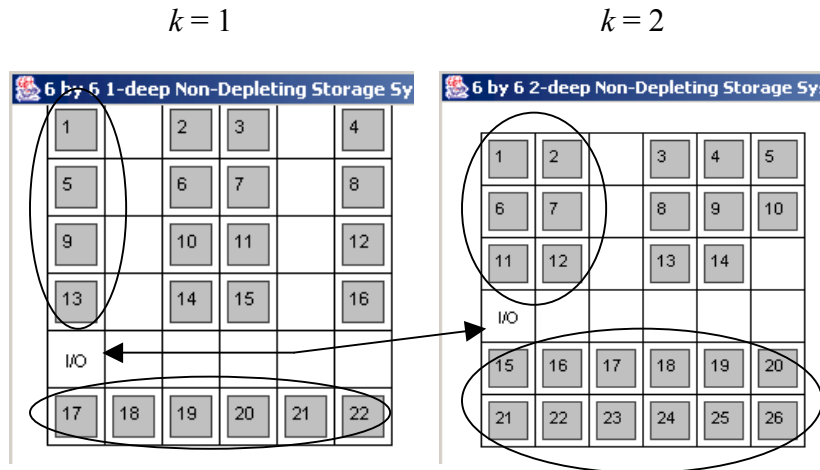 k = 1 k = 2
6 by 6 1-deep Non-Depleting Storage Sy
6 by 6 2-deep Non-Depleting Storage Sy
1 2 3 4
5 6 7 8
9 10 11 12
13 14 15 16
I/O
17 18 19 20 21 22
1 2 3 4 5
6 7 8 9 10
11 12 13 14
I/O
15 16 17 18 19 20
21 22 23 24 25 26